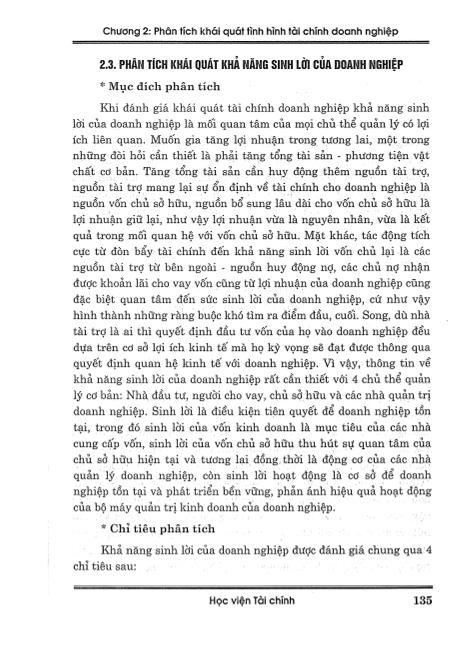 Chương 2: Phân tích khái quát tình hình tài chính doanh nghiệp
2.3. PHÂN TÍCH KHÁI QUÁT KHẢ NĂNG SINH LỜI CỦA DOANH NGHIỆP
* Mục đích phân tích
Khi đánh giá khái quát tài chính doanh nghiệp khả năng sinh
lời của doanh nghiệp là mối quan tâm của mọi chủ thể quản lý có lợi
ích liên quan. Muốn gia tăng lợi nhuận trong tương lai, một trong
những đòi hỏi cần thiết là phải tăng tổng tài sản - phương tiện vật
chất cơ bản. Tăng tổng tài sản cần huy động thêm nguồn tài trợ,
nguồn tài trợ mang lại sự ổn định về tài chính cho doanh nghiệp là
nguồn vốn chủ sở hữu, nguồn bổ sung lâu dài cho vốn chủ sở hữu là
lợi nhuận giữ lại, như vậy lợi nhuận vừa là nguyên nhân, vừa là kết
quả trong mối quan hệ với vốn chủ sở hữu. Mặt khác, tác động tích
cực từ đòn bẩy tài chính đến khả năng sinh lời vốn chủ lại là các
nguồn tài trợ từ bên ngoài - nguồn huy động nợ, các chủ nợ nhận
được khoản lãi cho vay vốn cũng từ lợi nhuận của doanh nghiệp cũng
đặc biệt quan tâm đến sức sinh lời của doanh nghiệp, cứ như vậy
hình thành những ràng buộc khó tìm ra điểm đầu, cuối. Song, dù nhà
tài trợ là ai thì quyết định đầu tư vốn của họ vào doanh nghiệp đều
dựa trên cơ sở lợi ích kinh tế mà họ kỳ vọng sẽ đạt được thông qua
quyết định quan hệ kinh tế với doanh nghiệp. Vì vậy, thông tin về
khả năng sinh lời của doanh nghiệp rất cần thiết với 4 chủ thể quản
lý cơ bản: Nhà đầu tư, người cho vay, chủ sở hữu và các nhà quản trị
doanh nghiệp. Sinh lời là điều kiện tiên quyết để doanh nghiệp tồn
tại, trong đó sinh lời của vốn kinh doanh là mục tiêu của các nhà
cung cấp vốn, sinh lời của vốn chủ sở hữu thu hút sự quan tâm của
chủ sở hữu hiện tại và tương lai đồng thời là động cơ của các nhà
quản lý doanh nghiệp, còn sinh lời hoạt động là cơ sở để doanh
nghiệp tồn tại và phát triển bền vững, phản ánh hiệu quả hoạt động
của bộ máy quản trị kinh doanh của doanh nghiệp.
* Chỉ tiêu phân tích
Khả năng sinh lời của doanh nghiệp được đánh giá chung qua 4
chỉ tiêu sau:
Học viện Tài chính 135